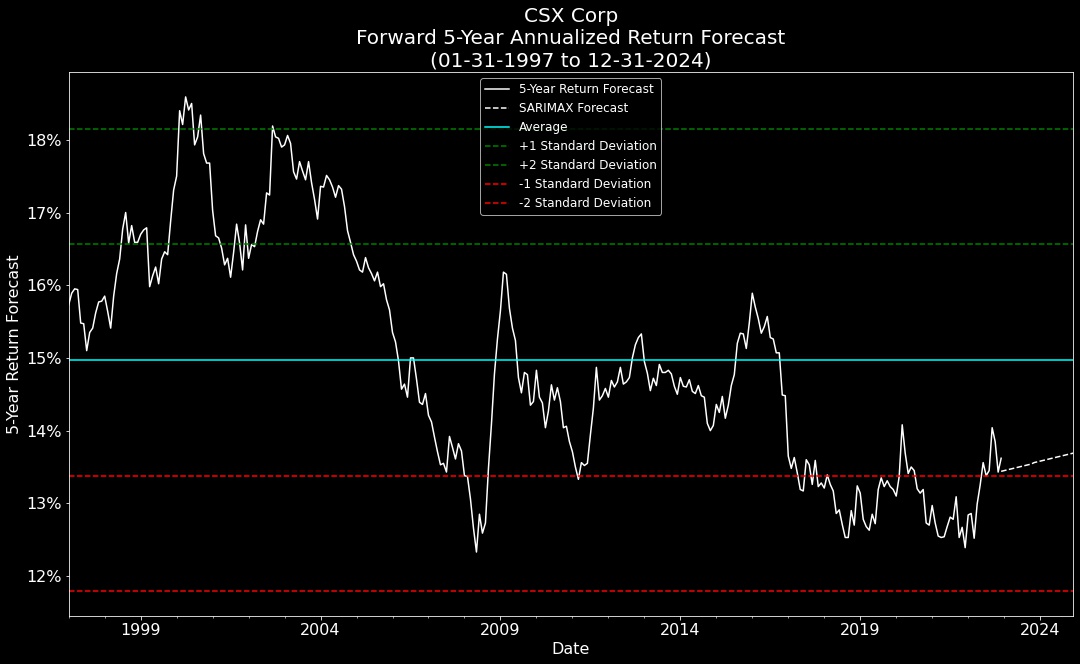 CSX Corp
Forward 5-Year Annualized Return Forecast
(01-31-1997 to 12-31-2024)
5-Year Return Forecast
SARIMAX Forecast
Average
+1 Standard Deviation
+2 Standard Deviation
-1 Standard Deviation
-2 Standard Deviation
5-Year Return Forecast
18%
17%
16%
15%
14%
13%
12%
1999 2004 2009 2014 2019 2024
Date